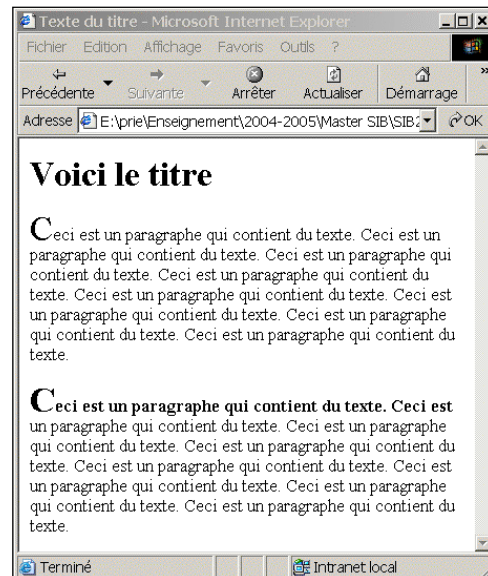 Texte du titre - Microsoft Internet Explorer
Fichier Edition Affichage Favoris Outils ?
Précédente Suivante Arrêter Actualiser Démarrage »
Adresse E:\prie\Enseignement\2004-2005\Master SIB\SIB2 OK
Voici le titre
Ceci est un paragraphe qui contient du texte. Ceci est un
paragraphe qui contient du texte. Ceci est un paragraphe qui
contient du texte. Ceci est un paragraphe qui contient du
texte. Ceci est un paragraphe qui contient du texte. Ceci
est un paragraphe qui contient du texte. Ceci est un paragraphe
qui contient du texte. Ceci est un paragraphe qui contient du
texte.
Ceci est un paragraphe qui contient du texte. Ceci est
un paragraphe qui contient du texte. Ceci est un paragraphe
qui contient du texte. Ceci est un paragraphe qui contient du
texte. Ceci est un paragraphe qui contient du texte. Ceci est
un paragraphe qui contient du texte. Ceci est un paragraphe
qui contient du texte. Ceci est un paragraphe qui contient du
texte.
Terminé Intranet local